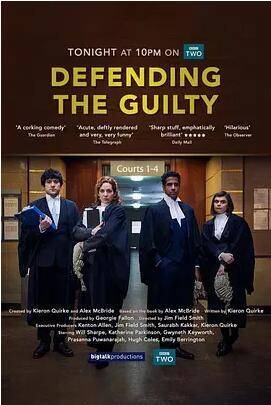 TONIGHT AT 10PM ON BBC TWO
DEFENDING
THE GUILTY
'A corking comedy' 'Acute, deftly rendered 'Sharp stuff, emphatically 'Hilarious'
The Guardian and very, very funny' brilliant' ★★★★★ The Observer
The Telegraph Daily Mail
Courts 1-4
Created by Kieron Quirke and Alex McBride Based on the book by Alex McBride Written by Kieron Quirke
Produced by Georgie Fallon Directed by Jim Field Smith
Executive Producers Kenton Allen, Jim Field Smith, Saurabh Kakkar, Kieron Quirke
Starring Will Sharpe, Katherine Parkinson, Gwyneth Keyworth,
Prasanna Puwanarajah, Hugh Coles, Emily Berrington
bigtalkproductions BBC TWO